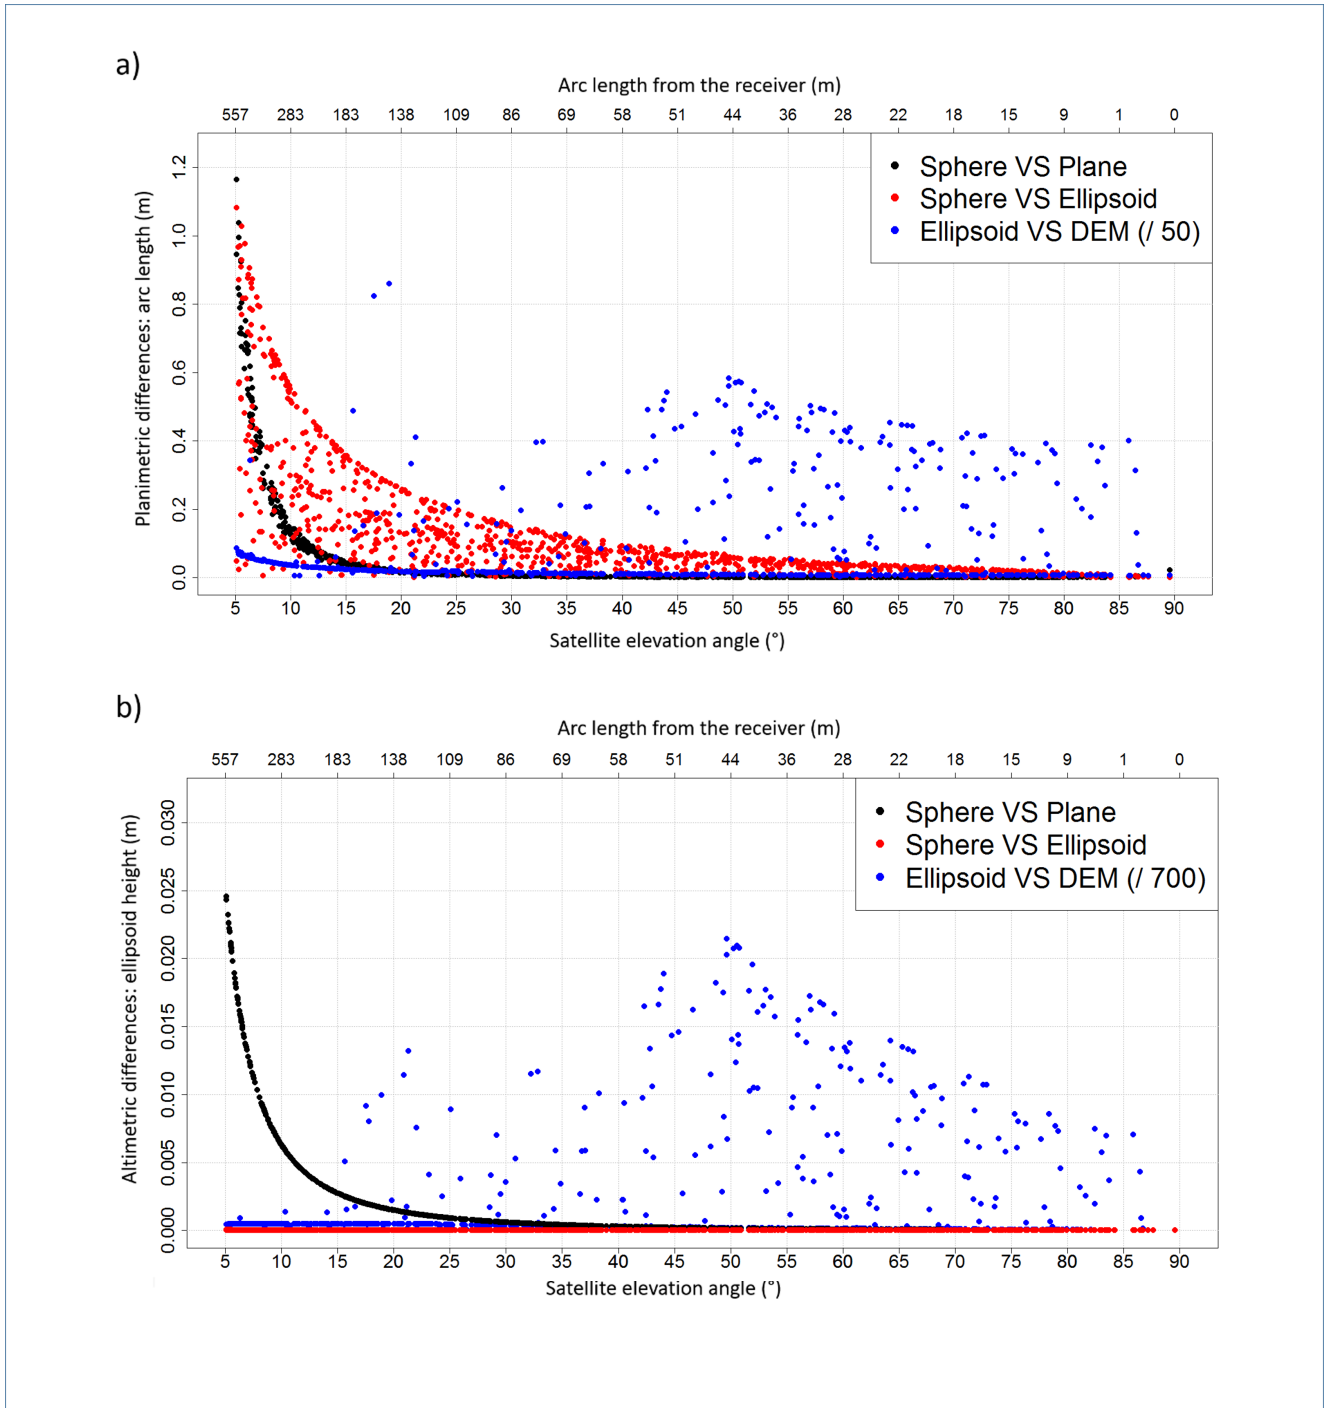 a)
Arc length from the receiver (m)
557 283 183 138 109 86 69 58 51 44 36 28 22 18 15 9 1 0
Sphere VS Plane
Sphere VS Ellipsoid
Ellipsoid VS DEM (/ 50)
Planimetric differences: arc length (m)
1.2
1.0
0.8
0.6
0.4
0.2
0.0
5 10 15 20 25 30 35 40 45 50 55 60 65 70 75 80 85 90
Satellite elevation angle (°)
b)
Arc length from the receiver (m)
557 283 183 138 109 86 69 58 51 44 36 28 22 18 15 9 1 0
Sphere VS Plane
Sphere VS Ellipsoid
Ellipsoid VS DEM (/ 700)
Altimetric differences: ellipsoid height (m)
0.030
0.025
0.020
0.015
0.010
0.005
0.000
5 10 15 20 25 30 35 40 45 50 55 60 65 70 75 80 85 90
Satellite elevation angle (°)